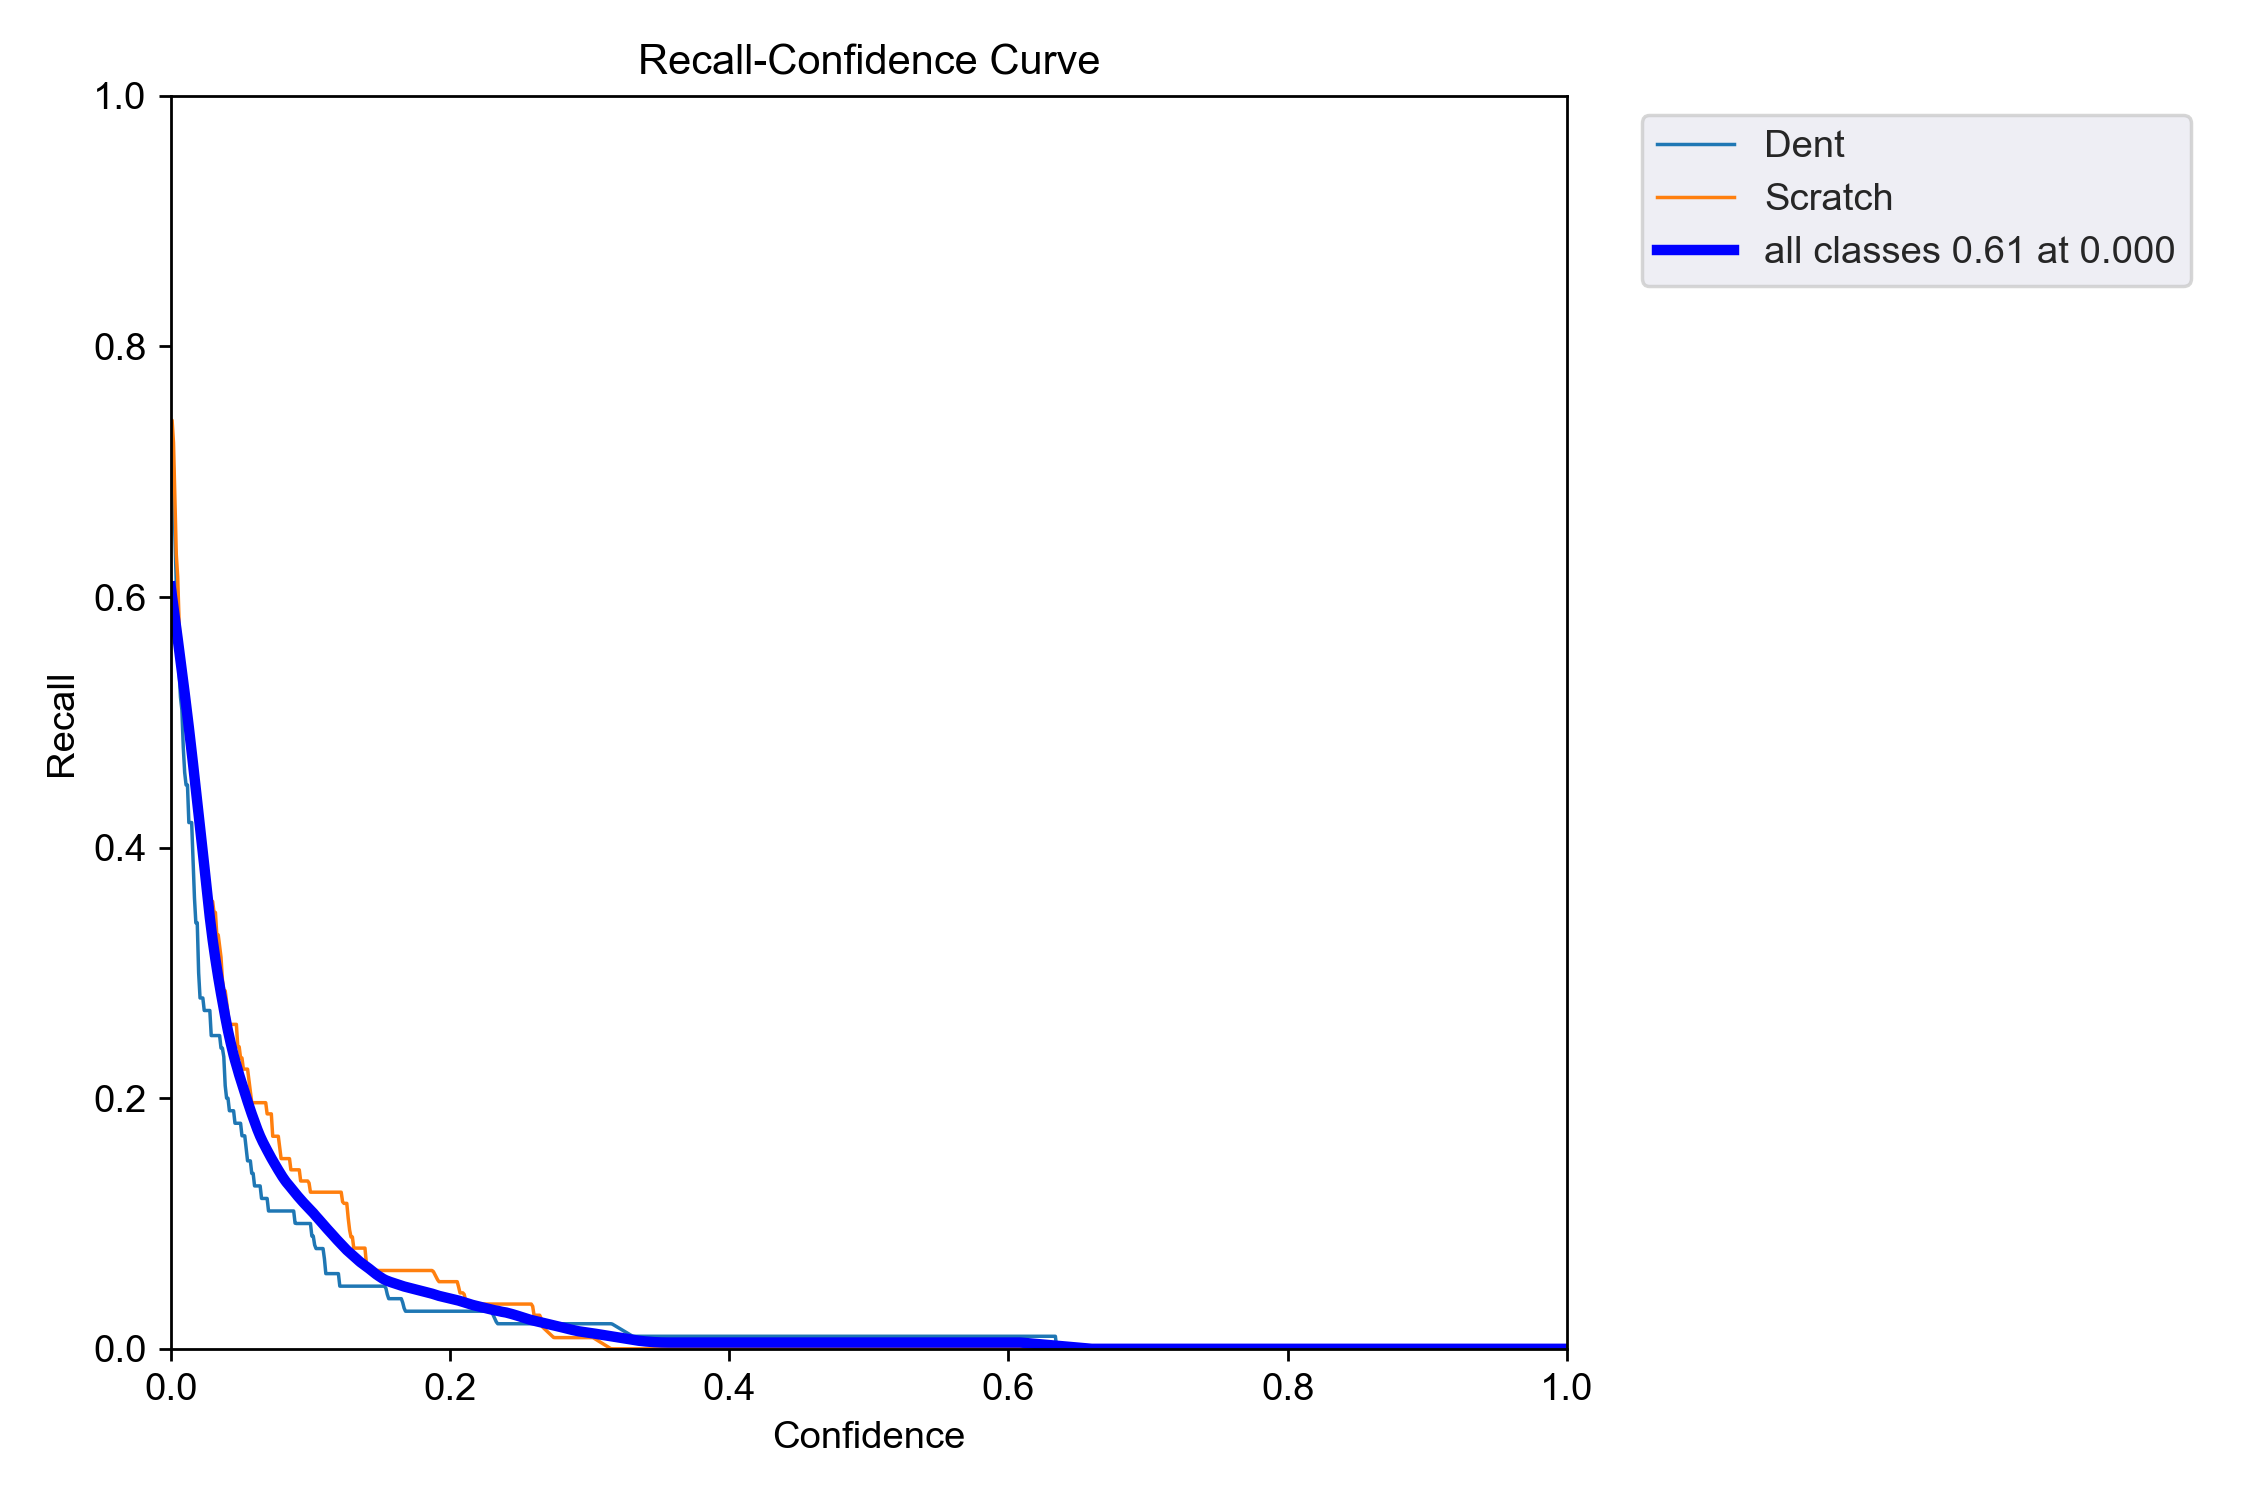 Recall-Confidence Curve
1.0
0.8
0.6
0.4
0.2
0.0
Recall
0.0 0.2 0.4 0.6 0.8 1.0
Confidence
Dent
Scratch
all classes 0.61 at 0.000